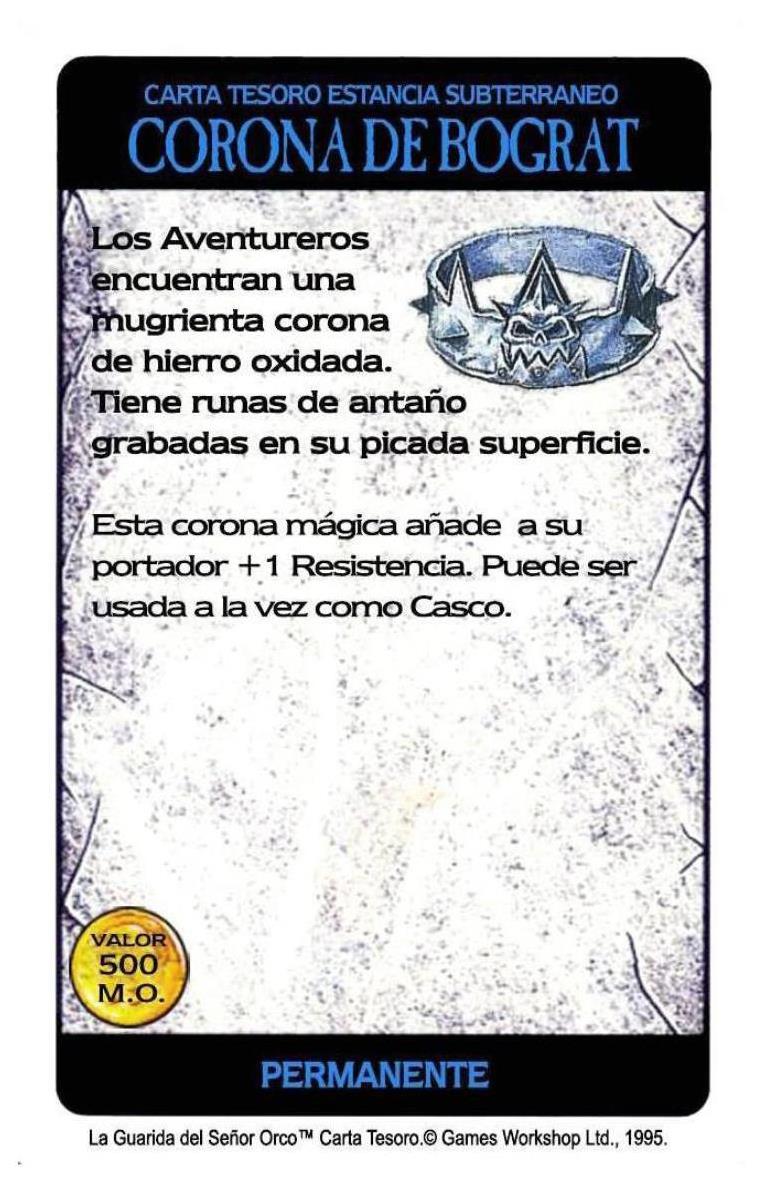 CARTA TESORO ESTANCIA SUBTERRANEO
CORONA DE BOGRAT
Los Aventureros
encuentran una
mugrienta corona
de hierro oxidada.
Tiene runas de antaño
grabadas en su picada superficie.
Esta corona mágica añade a su
portador +1 Resistencia. Puede ser
usada a la vez como Casco.
VALOR
500
M.O.
PERMANENTE
La Guarida del Señor Orco™ Carta Tesoro.© Games Workshop Ltd., 1995.